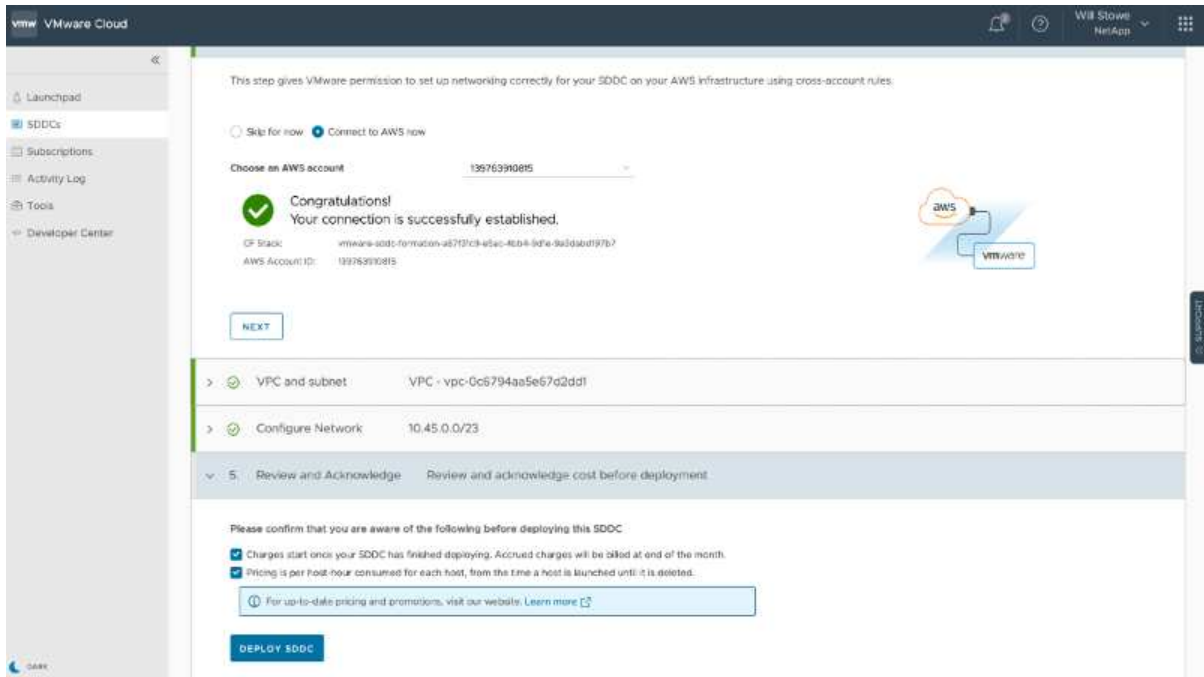 vmw VMware Cloud
Will Stowe
NetApp
Launchpad
SDDCs
Subscriptions
Activity Log
Tools
Developer Center
DARK
This step gives VMware permission to set up networking correctly for your SDDC on your AWS infrastructure using cross-account rules.
Skip for now Connect to AWS now
Choose an AWS account 139763910815
Congratulations!
Your connection is successfully established.
CF Stack:
AWS Account ID: 139763910815
aws
vmware
NEXT
SUPPORT
VPC and subnet VPC - vpc-0c6794aa5e67d2dd1
Configure Network 10.45.0.0/23
5. Review and Acknowledge Review and acknowledge cost before deployment
Please confirm that you are aware of the following before deploying this SDDC
Charges start once your SDDC has finished deploying. Accrued charges will be billed at end of the month.
Pricing is per host-hour consumed for each host, from the time a host is launched until it is deleted.
For up-to-date pricing and promotions, visit our website. Learn more
DEPLOY SDDC